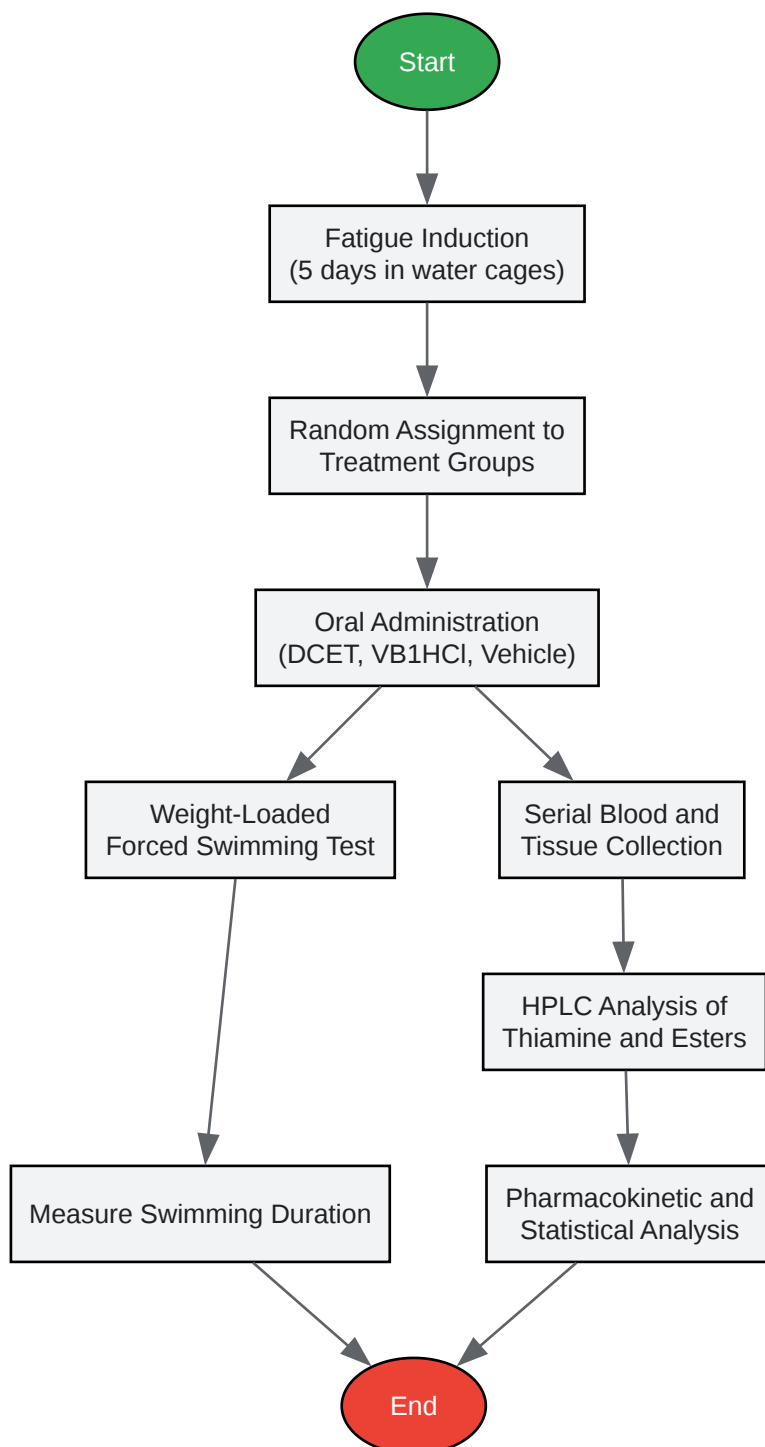 Start
Fatigue Induction
(5 days in water cages)
Random Assignment to
Treatment Groups
Oral Administration
(DCET, VB1HCl, Vehicle)
Weight-Loaded
Forced Swimming Test
Serial Blood and
Tissue Collection
HPLC Analysis of
Thiamine and Esters
Measure Swimming Duration
Pharmacokinetic and
Statistical Analysis
End